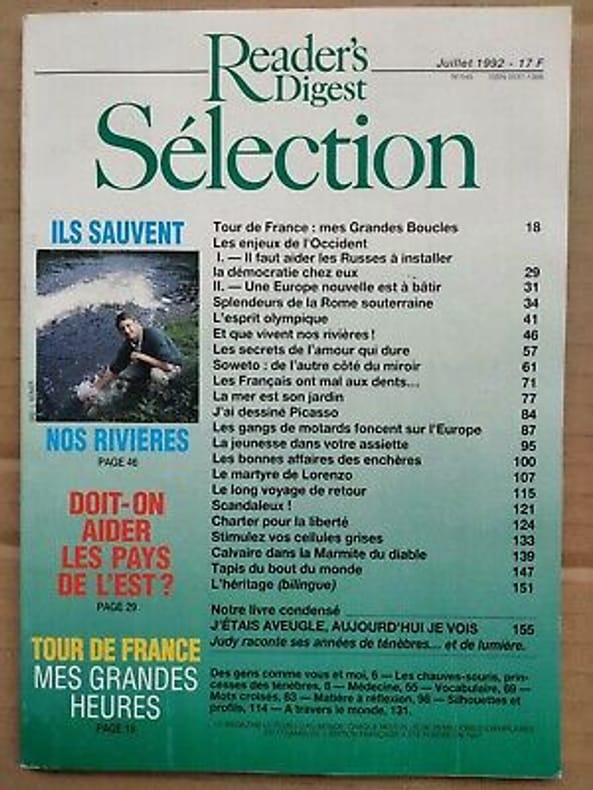 Reader's
Digest
Juillet 1992 - 17 F
Sélection
ILS SAUVENT
NOS RIVIERES
PAGE 46
DOIT-ON
AIDER
LES PAYS
DE L'EST ?
PAGE 29
TOUR DE FRANCE
MES GRANDES
HEURES
PAGE 18
Tour de France : mes Grandes Boucles 18
Les enjeux de l'Occident
I. — Il faut aider les Russes à installer
la démocratie chez eux 29
II. — Une Europe nouvelle est à bâtir 31
Splendeurs de la Rome souterraine 34
L'esprit olympique 41
Et que vivent nos rivières ! 46
Les secrets de l'amour qui dure 57
Soweto : de l'autre côté du miroir 61
Les Français ont mal aux dents... 71
La mer est son jardin 77
J'ai dessiné Picasso 84
Les gangs de motards foncent sur l'Europe 87
La jeunesse dans votre assiette 95
Les bonnes affaires des enchères 100
Le martyre de Lorenzo 107
Le long voyage de retour 115
Scandaleux ! 121
Charter pour la liberté 124
Stimulez vos cellules grises 133
Calvaire dans la Marmite du diable 139
Tapis du bout du monde 147
L'héritage (bilingue) 151
Notre livre condensé
J'ÉTAIS AVEUGLE, AUJOURD'HUI JE VOIS 155
Judy raconte ses années de ténèbres... et de lumière.
Des gens comme vous et moi, 6 — Les chauves-souris, prin-
cesses des ténèbres, 8 — Médecine, 55 — Vocabulaire, 69 —
Mots croisés, 83 — Matière à réflexion, 98 — Silhouettes et
profils, 114 — A travers le monde, 131.